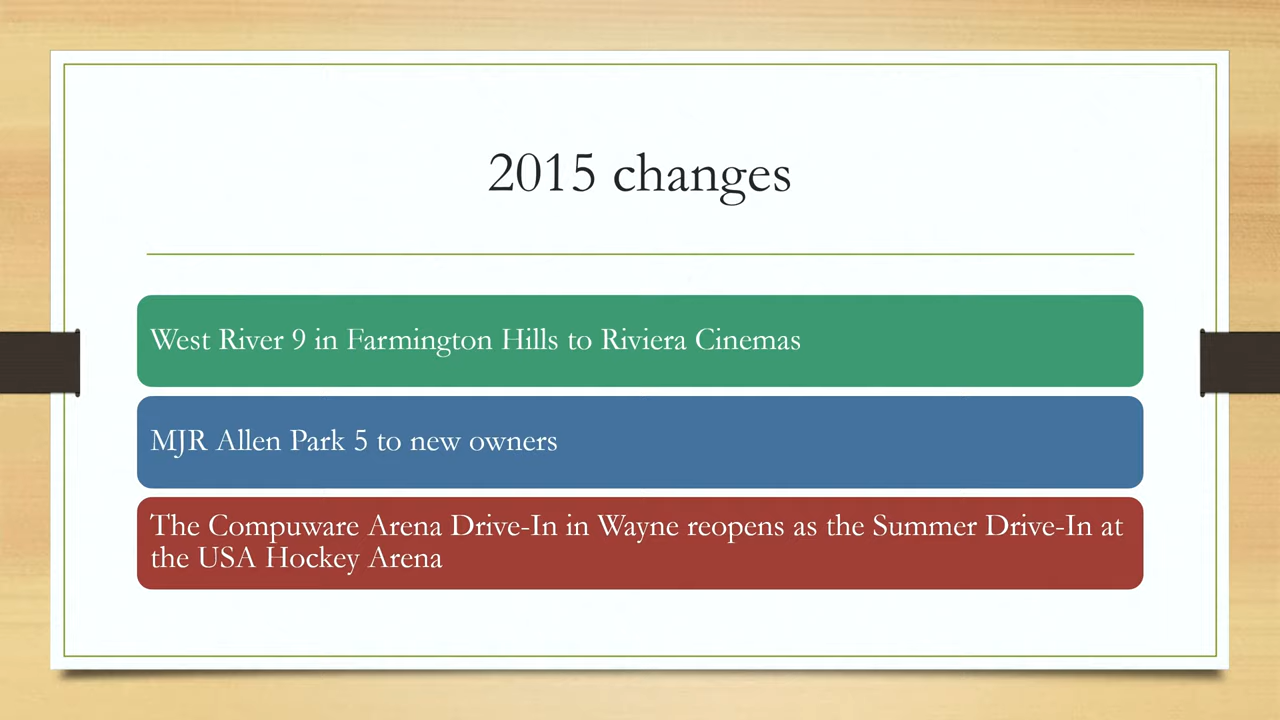 2015 changes
West River 9 in Farmington Hills to Riviera Cinemas
MJR Allen Park 5 to new owners
The Compuware Arena Drive-In in Wayne reopens as the Summer Drive-In at
the USA Hockey Arena